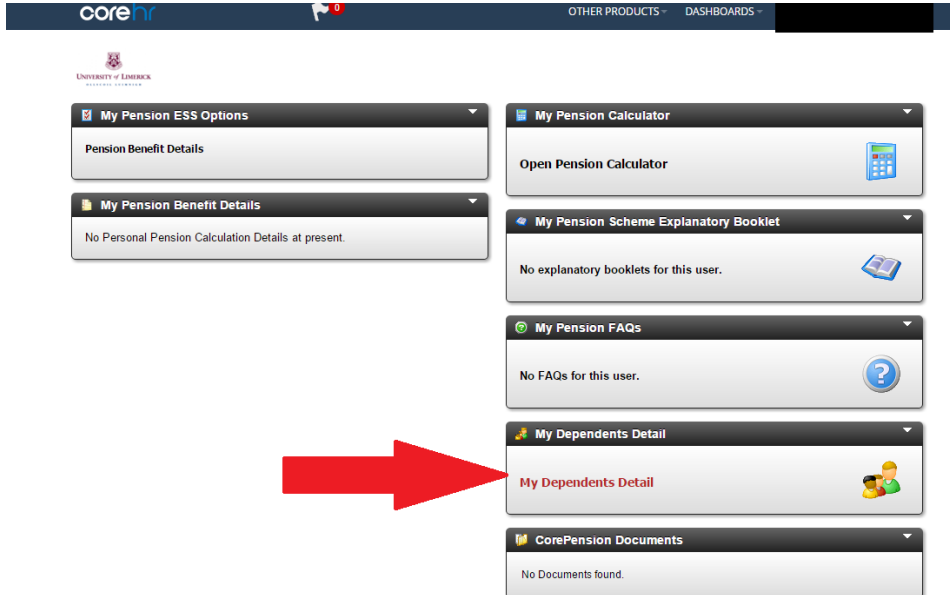 corehr
0
OTHER PRODUCTS
DASHBOARDS
UNIVERSITY of LIMERICK
My Pension ESS Options
Pension Benefit Details
My Pension Benefit Details
No Personal Pension Calculation Details at present.
My Pension Calculator
Open Pension Calculator
My Pension Scheme Explanatory Booklet
No explanatory booklets for this user.
My Pension FAQs
No FAQs for this user.
My Dependents Detail
My Dependents Detail
CorePension Documents
No Documents found.